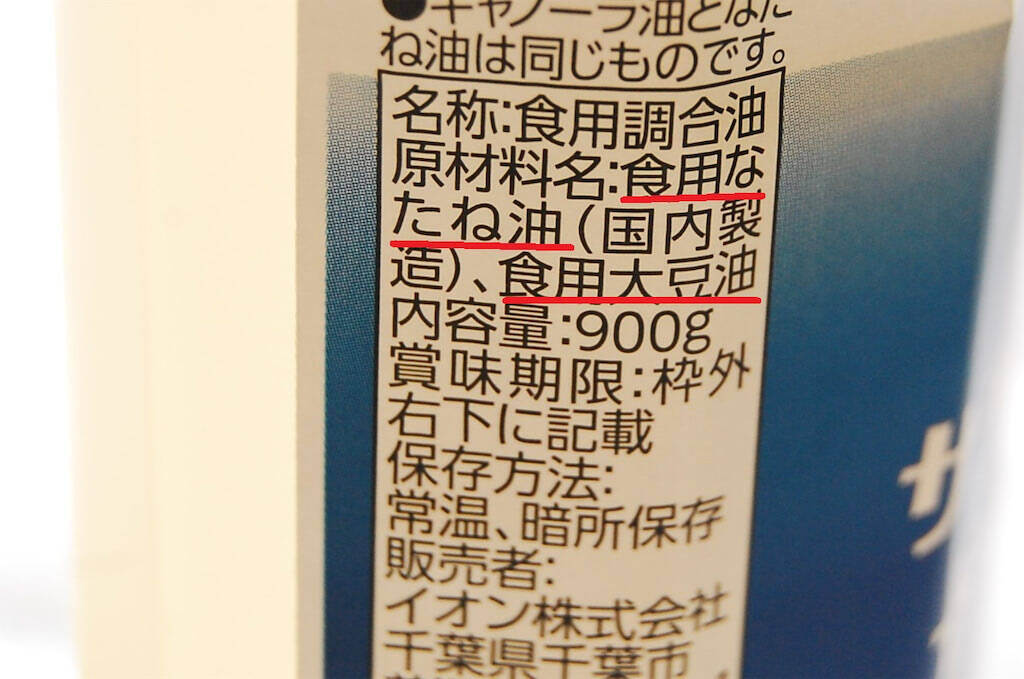 ●キャノーラ油となた
ね油は同じものです。
名称:食用調合油
原材料名:食用な
たね油(国内製
造)、食用大豆油
内容量:900g
賞味期限:枠外
右下に記載
保存方法:
常温、暗所保存
販売者:
イオン株式会社
千葉県千葉市
サ